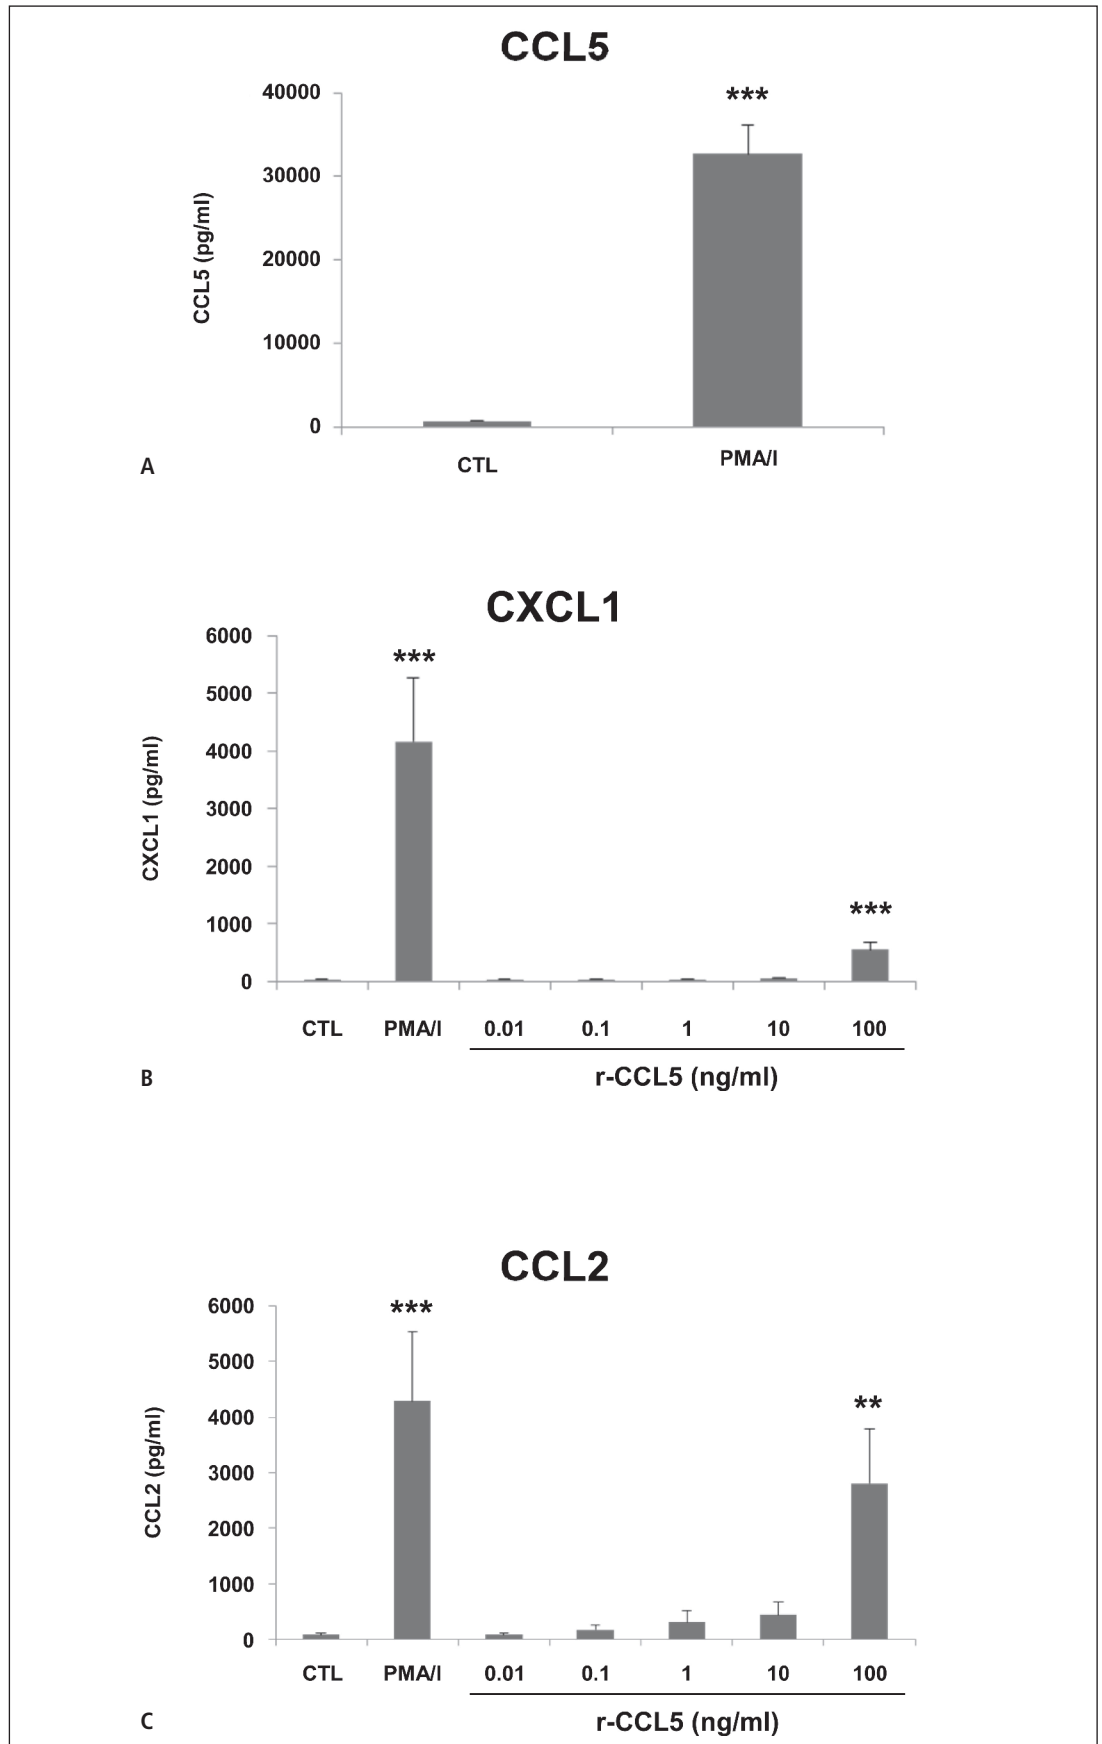 CCL5
40000
***
30000
CCL5 (pg/ml)
20000
10000
0
CTL
PMA/I
A
CXCL1
6000
***
5000
4000
CXCL1 (pg/ml)
3000
2000
1000
***
0
CTL PMA/I 0.01 0.1 1 10 100
r-CCL5 (ng/ml)
B
CCL2
6000
***
5000
4000
**
CCL2 (pg/ml)
3000
2000
1000
0
CTL PMA/I 0.01 0.1 1 10 100
r-CCL5 (ng/ml)
C